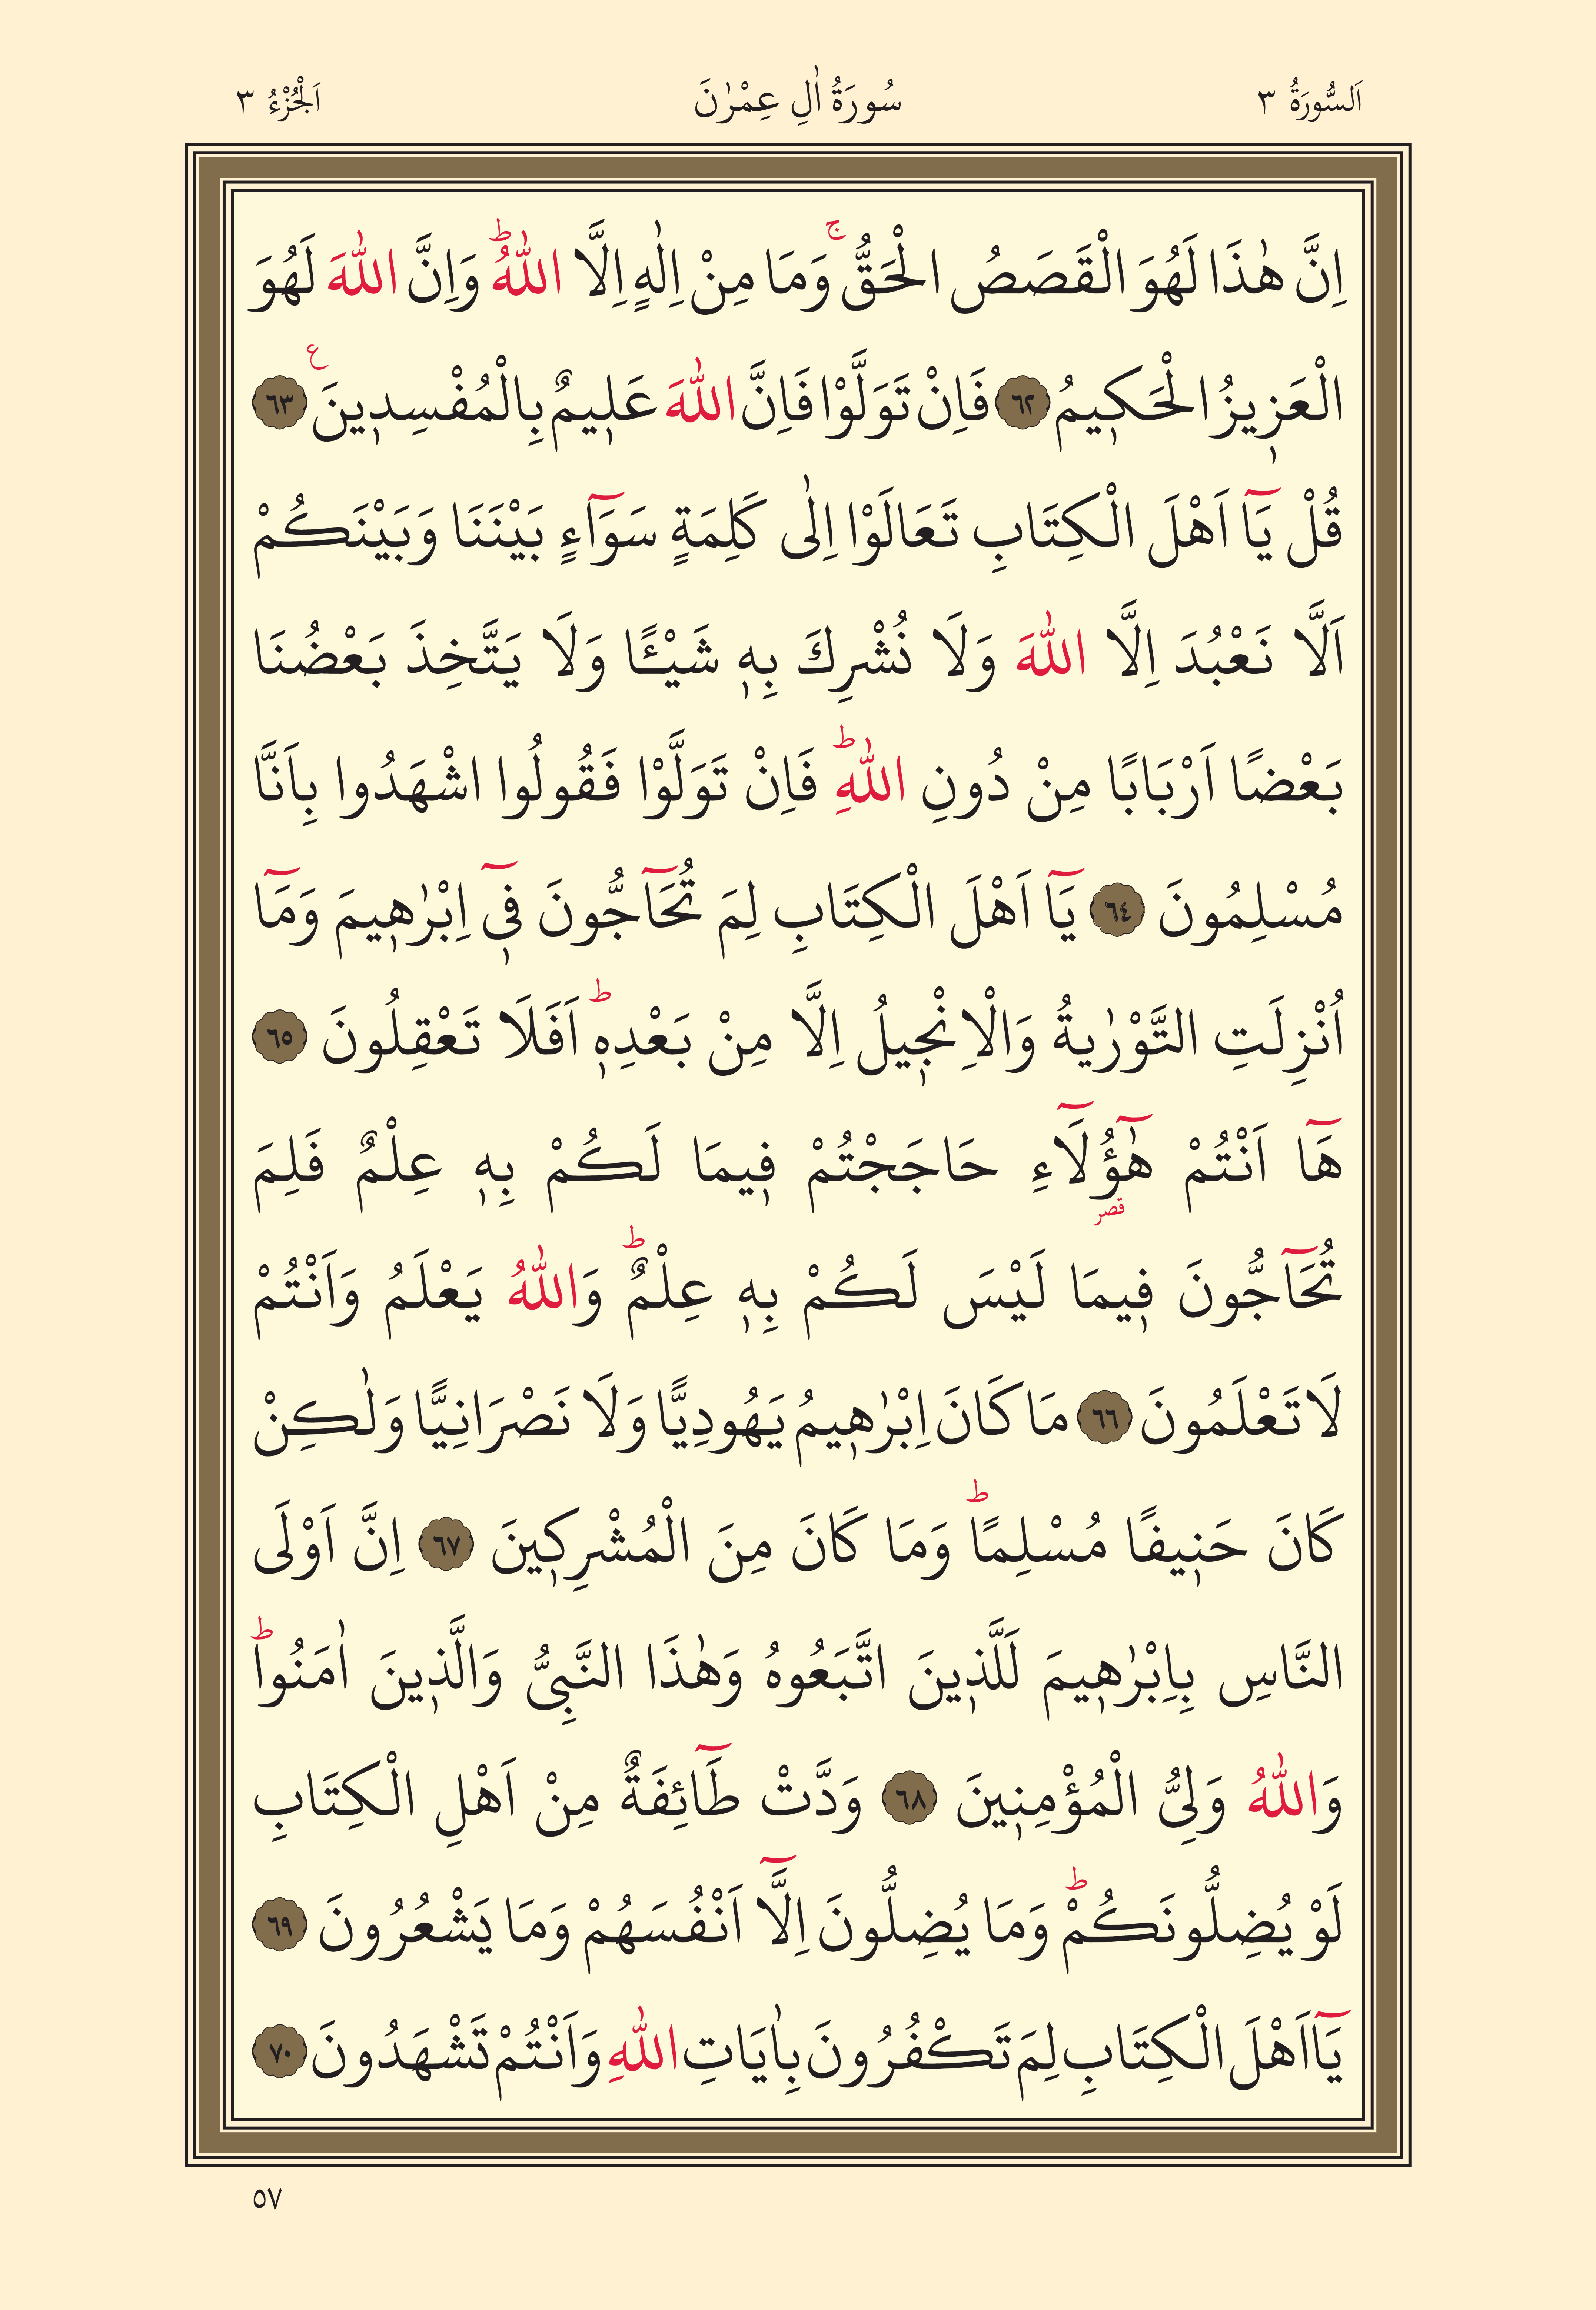 اَلسُّورَةُ ٣ سُورَةُ اٰلِ عِمْرٰنَ اَلْجُزْءُ ٣
اِنَّ هٰذَا لَهُوَ الْقَصَصُ الْحَقُّۚ وَمَا مِنْ اِلٰهٍ اِلَّا اللّٰهُۜ وَاِنَّ اللّٰهَ لَهُوَ
الْعَز۪يزُ الْحَك۪يمُ ﴿٦٢﴾ فَاِنْ تَوَلَّوْا فَاِنَّ اللّٰهَ عَل۪يمٌ بِالْمُفْسِد۪ينَ۟ ﴿٦٣﴾
قُلْ يَٓا اَهْلَ الْكِتَابِ تَعَالَوْا اِلٰى كَلِمَةٍ سَوَٓاءٍ بَيْنَنَا وَبَيْنَكُمْ
اَلَّا نَعْبُدَ اِلَّا اللّٰهَ وَلَا نُشْرِكَ بِه۪ شَيْـًٔا وَلَا يَتَّخِذَ بَعْضُنَا
بَعْضًا اَرْبَابًا مِنْ دُونِ اللّٰهِۜ فَاِنْ تَوَلَّوْا فَقُولُوا اشْهَدُوا بِاَنَّا
مُسْلِمُونَ ﴿٦٤﴾ يَٓا اَهْلَ الْكِتَابِ لِمَ تُحَٓاجُّونَ ف۪ٓي اِبْرٰه۪يمَ وَمَٓا
اُنْزِلَتِ التَّوْرٰيةُ وَالْاِنْج۪يلُ اِلَّا مِنْ بَعْدِه۪ۜ اَفَلَا تَعْقِلُونَ ﴿٦٥﴾
هَٓا اَنْتُمْ هٰٓؤُ۬لَٓاءِ حَاجَجْتُمْ ف۪يمَا لَكُمْ بِه۪ عِلْمٌ فَلِمَ
قصر
تُحَٓاجُّونَ ف۪يمَا لَيْسَ لَكُمْ بِه۪ عِلْمٌۜ وَاللّٰهُ يَعْلَمُ وَاَنْتُمْ
لَا تَعْلَمُونَ ﴿٦٦﴾ مَا كَانَ اِبْرٰه۪يمُ يَهُودِيًّا وَلَا نَصْرَانِيًّا وَلٰكِنْ
كَانَ حَن۪يفًا مُسْلِمًاۜ وَمَا كَانَ مِنَ الْمُشْرِك۪ينَ ﴿٦٧﴾ اِنَّ اَوْلَى
النَّاسِ بِاِبْرٰه۪يمَ لَلَّذ۪ينَ اتَّبَعُوهُ وَهٰذَا النَّبِيُّ وَالَّذ۪ينَ اٰمَنُواۜ
وَاللّٰهُ وَلِيُّ الْمُؤْمِن۪ينَ ﴿٦٨﴾ وَدَّتْ طَٓائِفَةٌ مِنْ اَهْلِ الْكِتَابِ
لَوْ يُضِلُّونَكُمْۜ وَمَا يُضِلُّونَ اِلَّٓا اَنْفُسَهُمْ وَمَا يَشْعُرُونَ ﴿٦٩﴾
يَٓا اَهْلَ الْكِتَابِ لِمَ تَكْفُرُونَ بِاٰيَاتِ اللّٰهِ وَاَنْتُمْ تَشْهَدُونَ ﴿٧٠﴾
٥٧